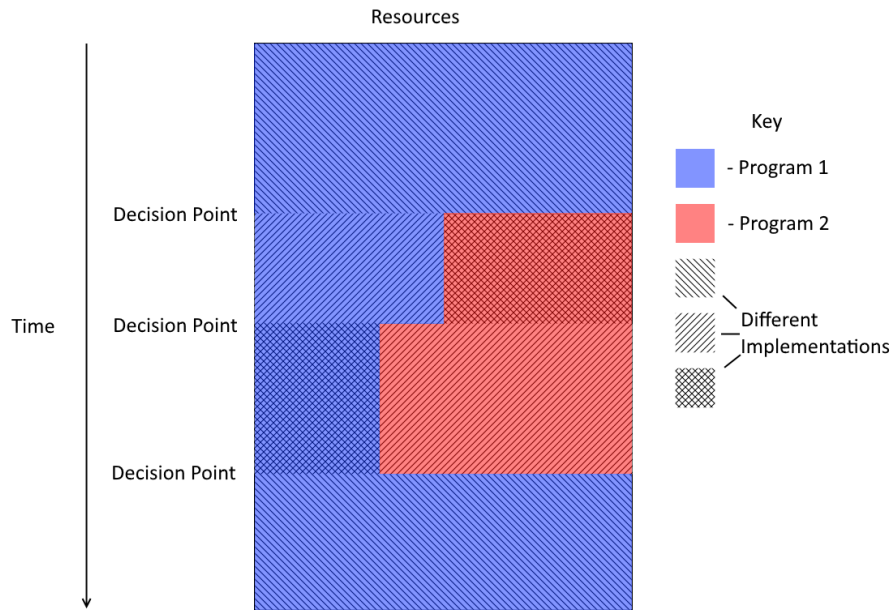 Resources
Key
- Program 1
Decision Point
- Program 2
Time
Decision Point
Different
Implementations
Decision Point